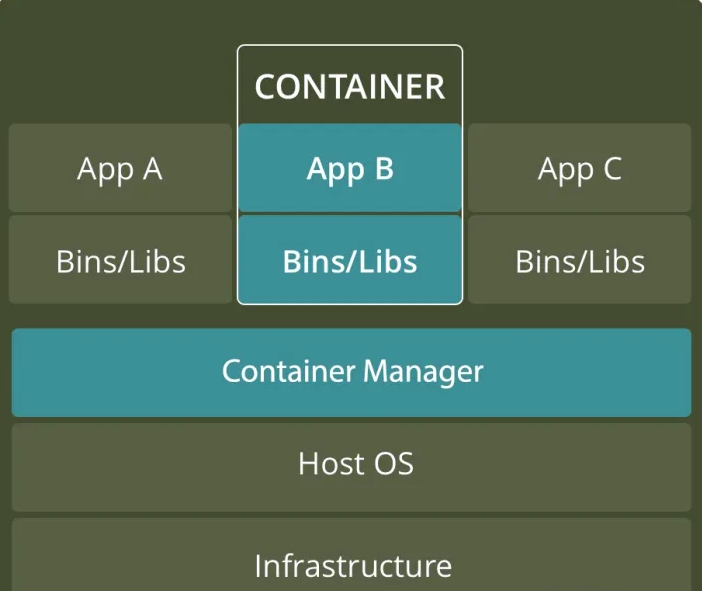 CONTAINER
App A
App B
App C
Bins/Libs
Bins/Libs
Bins/Libs
Container Manager
Host OS
Infrastructure